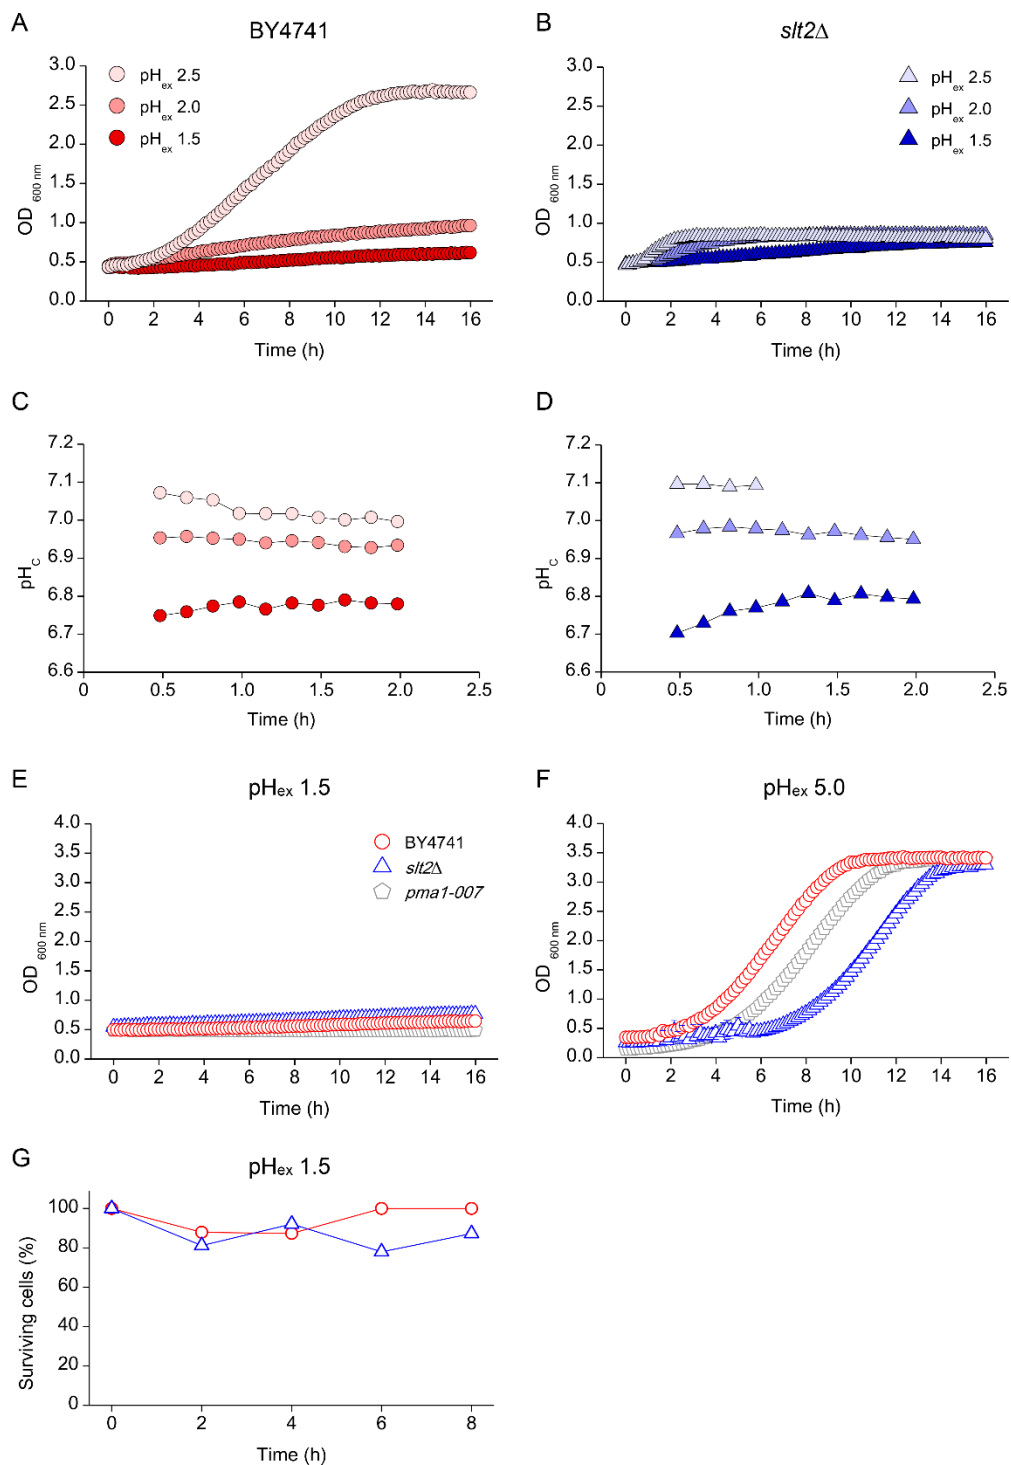 A
BY4741
3.0
2.5
2.0
1.5
1.0
0.5
0.0
OD 600 nm
pHex 2.5
pHex 2.0
pHex 1.5
0 2 4 6 8 10 12 14 16
Time (h)
B
slt2Δ
3.0
2.5
2.0
1.5
1.0
0.5
0.0
OD 600 nm
pHex 2.5
pHex 2.0
pHex 1.5
0 2 4 6 8 10 12 14 16
Time (h)
C
7.2
7.1
7.0
6.9
6.8
6.7
6.6
pHC
0 0.5 1.0 1.5 2.0 2.5
Time (h)
D
7.2
7.1
7.0
6.9
6.8
6.7
6.6
0 0.5 1.0 1.5 2.0 2.5
Time (h)
E
pHex 1.5
4.0
3.5
3.0
2.5
2.0
1.5
1.0
0.5
0.0
OD 600 nm
BY4741
slt2Δ
pma1-007
0 2 4 6 8 10 12 14 16
Time (h)
F
pHex 5.0
4.0
3.5
3.0
2.5
2.0
1.5
1.0
0.5
0.0
OD 600 nm
0 2 4 6 8 10 12 14 16
Time (h)
G
pHex 1.5
100
80
60
40
20
0
Surviving cells (%)
0 2 4 6 8
Time (h)